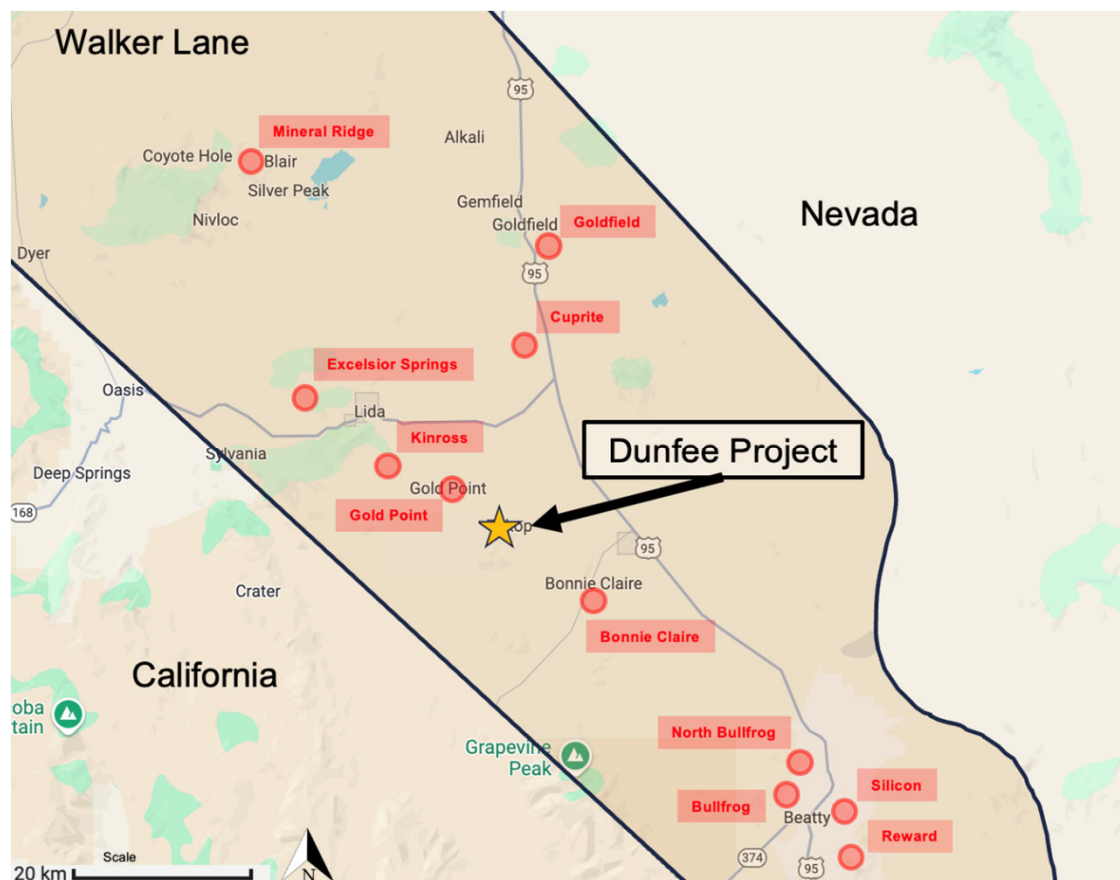 Walker Lane
95
Mineral Ridge
Alkali
Coyote Hole
Blair
Silver Peak
Gemfield
Nivloc
Goldfield
Goldfield
Nevada
Dyer
95
Cuprite
Excelsior Springs
Oasis
Lida
Kinross
Dunfee Project
Sylvania
Deep Springs
Gold Point
168
Gold Point
95
Bonnie Claire
Crater
Bonnie Claire
California
North Bullfrog
Grapevine
Peak
Silicon
Bullfrog
Beatty
Reward
Scale
374
95
20 km
N